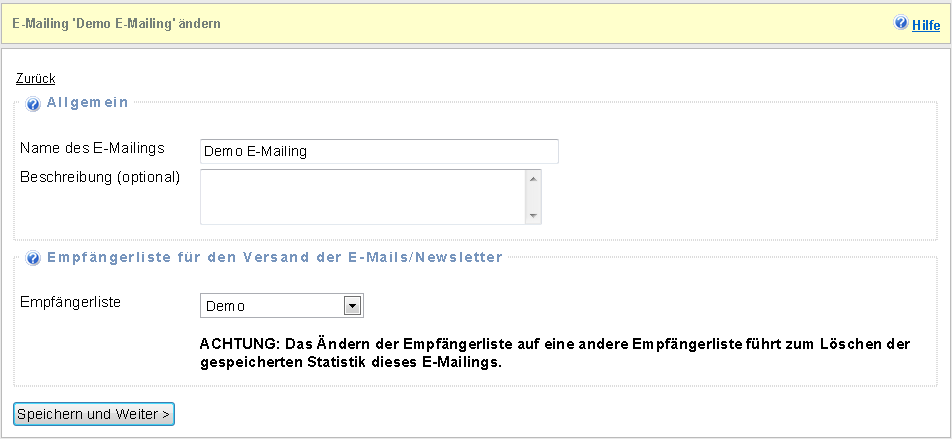 E-Mailing 'Demo E-Mailing' ändern
Hilfe
Zurück
Allgemein
Name des E-Mailings
Demo E-Mailing
Beschreibung (optional)
Empfängerliste für den Versand der E-Mails/Newsletter
Empfängerliste
Demo
ACHTUNG: Das Ändern der Empfängerliste auf eine andere Empfängerliste führt zum Löschen der
gespeicherten Statistik dieses E-Mailings.
Speichern und Weiter >